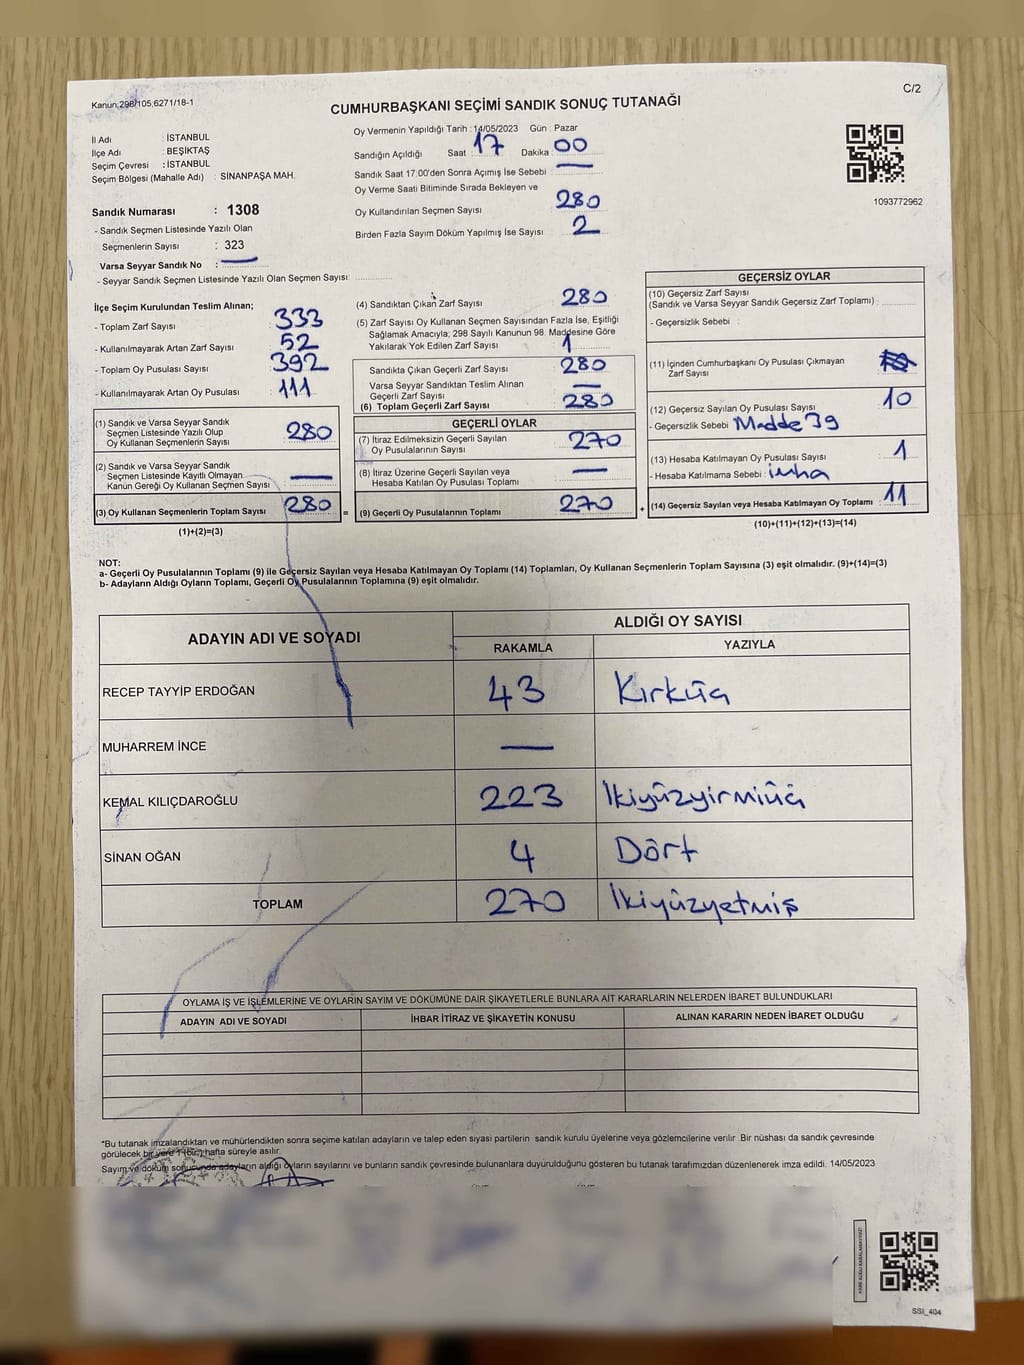 Kanun 298/105,6271/18-1
C/2
CUMHURBAŞKANI SEÇİMİ SANDIK SONUÇ TUTANAĞI
İl Adı : İSTANBUL
İlçe Adı : BEŞİKTAŞ
Seçim Çevresi : İSTANBUL
Seçim Bölgesi (Mahalle Adı) : SİNANPAŞA MAH.
Sandık Numarası : 1308
- Sandık Seçmen Listesinde Yazılı Olan
Seçmenlerin Sayısı : 323
Varsa Seyyar Sandık No : —
- Seyyar Sandık Seçmen Listesinde Yazılı Olan Seçmen Sayısı:
Oy Vermenin Yapıldığı Tarih : 14/05/2023 Gün : Pazar
Sandığın Açıldığı Saat 17 Dakika 00
Sandık Saat 17:00'den Sonra Açımış İse Sebebi : —
Oy Verme Saati Bitiminde Sırada Bekleyen ve
Oy Kullandırılan Seçmen Sayısı 280
Birden Fazla Sayım Döküm Yapılmış İse Sayısı 2
1093772962
İlçe Seçim Kurulundan Teslim Alınan;
- Toplam Zarf Sayısı 333
- Kullanılmayarak Artan Zarf Sayısı 52
- Toplam Oy Pusulası Sayısı 392
- Kullanılmayarak Artan Oy Pusulası 111
(1) Sandık ve Varsa Seyyar Sandık
Seçmen Listesinde Yazılı Olup
Oy Kullanan Seçmenlerin Sayısı 280
(2) Sandık ve Varsa Seyyar Sandık
Seçmen Listesinde Kayıtlı Olmayan
Kanun Gereği Oy Kullanan Seçmen Sayısı —
(3) Oy Kullanan Seçmenlerin Toplam Sayısı 280 =
(1)+(2)=(3)
(4) Sandıktan Çıkan Zarf Sayısı 280
(5) Zarf Sayısı Oy Kullanan Seçmen Sayısından Fazla İse, Eşitliği
Sağlamak Amacıyla; 298 Sayılı Kanunun 98. Maddesine Göre
Yakılarak Yok Edilen Zarf Sayısı 1
Sandıkta Çıkan Geçerli Zarf Sayısı 280
Varsa Seyyar Sandıktan Teslim Alınan
Geçerli Zarf Sayısı —
(6) Toplam Geçerli Zarf Sayısı 280
GEÇERLİ OYLAR
(7) İtiraz Edilmeksizin Geçerli Sayılan
Oy Pusulalarının Sayısı 270
(8) İtiraz Üzerine Geçerli Sayılan veya
Hesaba Katılan Oy Pusulası Toplamı —
(9) Geçerli Oy Pusulalarının Toplamı 270 +
GEÇERSİZ OYLAR
(10) Geçersiz Zarf Sayısı
(Sandık ve Varsa Seyyar Sandık Geçersiz Zarf Toplamı) :
- Geçersizlik Sebebi :
(11) İçinden Cumhurbaşkanı Oy Pusulası Çıkmayan
Zarf Sayısı
(12) Geçersiz Sayılan Oy Pusulası Sayısı 10
- Geçersizlik Sebebi Madde 39
(13) Hesaba Katılmayan Oy Pusulası Sayısı 1
- Hesaba Katılmama Sebebi : imha
(14) Geçersiz Sayılan veya Hesaba Katılmayan Oy Toplamı 11
(10)+(11)+(12)+(13)=(14)
NOT:
a- Geçerli Oy Pusulalarının Toplamı (9) ile Geçersiz Sayılan veya Hesaba Katılmayan Oy Toplamı (14) Toplamları, Oy Kullanan Seçmenlerin Toplam Sayısına (3) eşit olmalıdır. (9)+(14)=(3)
b- Adayların Aldığı Oyların Toplamı, Geçerli Oy Pusulalarının Toplamına (9) eşit olmalıdır.
ADAYIN ADI VE SOYADI
ALDIĞI OY SAYISI
RAKAMLA YAZIYLA
RECEP TAYYİP ERDOĞAN 43 Kırküç
MUHARREM İNCE —
KEMAL KILIÇDAROĞLU 223 İkiyüzyirmiüç
SİNAN OĞAN 4 Dört
TOPLAM 270 İkiyüzyetmiş
OYLAMA İŞ VE İŞLEMLERİNE VE OYLARIN SAYIM VE DÖKÜMÜNE DAİR ŞİKAYETLERLE BUNLARA AİT KARARLARIN NELERDEN İBARET BULUNDUKLARI
ADAYIN ADI VE SOYADI İHBAR İTİRAZ VE ŞİKAYETİN KONUSU ALINAN KARARIN NEDEN İBARET OLDUĞU
*Bu tutanak imzalandıktan ve mühürlendikten sonra seçime katılan adayların ve talep eden siyasi partilerin sandık kurulu üyelerine veya gözlemcilerine verilir .Bir nüshası da sandık çevresinde
görülecek bir yere 1 (bir) hafta süreyle asılır.
Sayım ve döküm sonucunda adayların aldığı oyların sayılarını ve bunların sandık çevresinde bulunanlara duyurulduğunu gösteren bu tutanak tarafımızdan düzenlenerek imza edildi. 14/05/2023
SSI_404